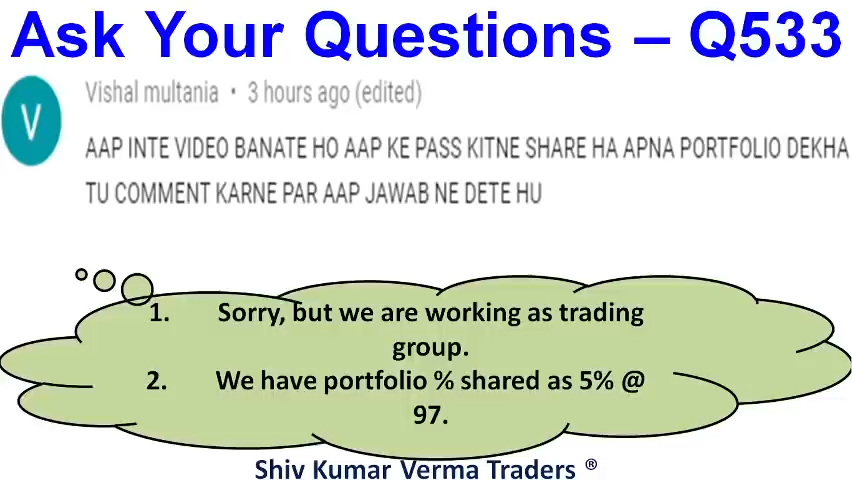 Ask Your Questions – Q533
V
Vishal multania • 3 hours ago (edited)
AAP INTE VIDEO BANATE HO AAP KE PASS KITNE SHARE HA APNA PORTFOLIO DEKHA
TU COMMENT KARNE PAR AAP JAWAB NE DETE HU
1. Sorry, but we are working as trading
group.
2. We have portfolio % shared as 5% @
97.
Shiv Kumar Verma Traders ®